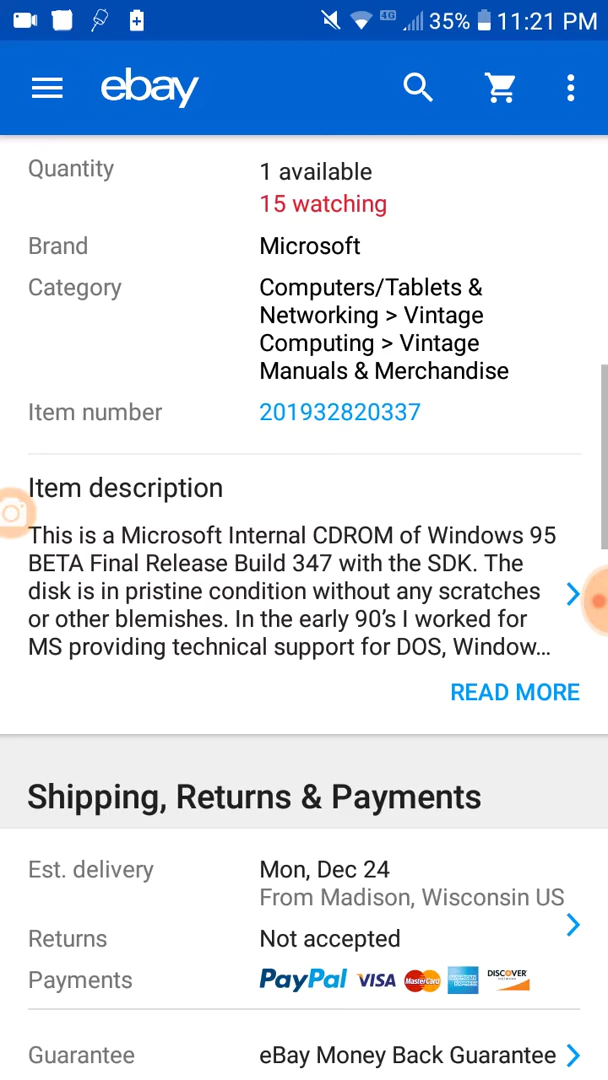 4G 35% 11:21 PM
ebay
Quantity 1 available
15 watching
Brand Microsoft
Category Computers/Tablets &
Networking > Vintage
Computing > Vintage
Manuals & Merchandise
Item number 201932820337
Item description
This is a Microsoft Internal CDROM of Windows 95
BETA Final Release Build 347 with the SDK. The
disk is in pristine condition without any scratches
or other blemishes. In the early 90’s I worked for
MS providing technical support for DOS, Window...
READ MORE
Shipping, Returns & Payments
Est. delivery Mon, Dec 24
From Madison, Wisconsin US
Returns Not accepted
Payments PayPal VISA MasterCard DISCOVER
Guarantee eBay Money Back Guarantee